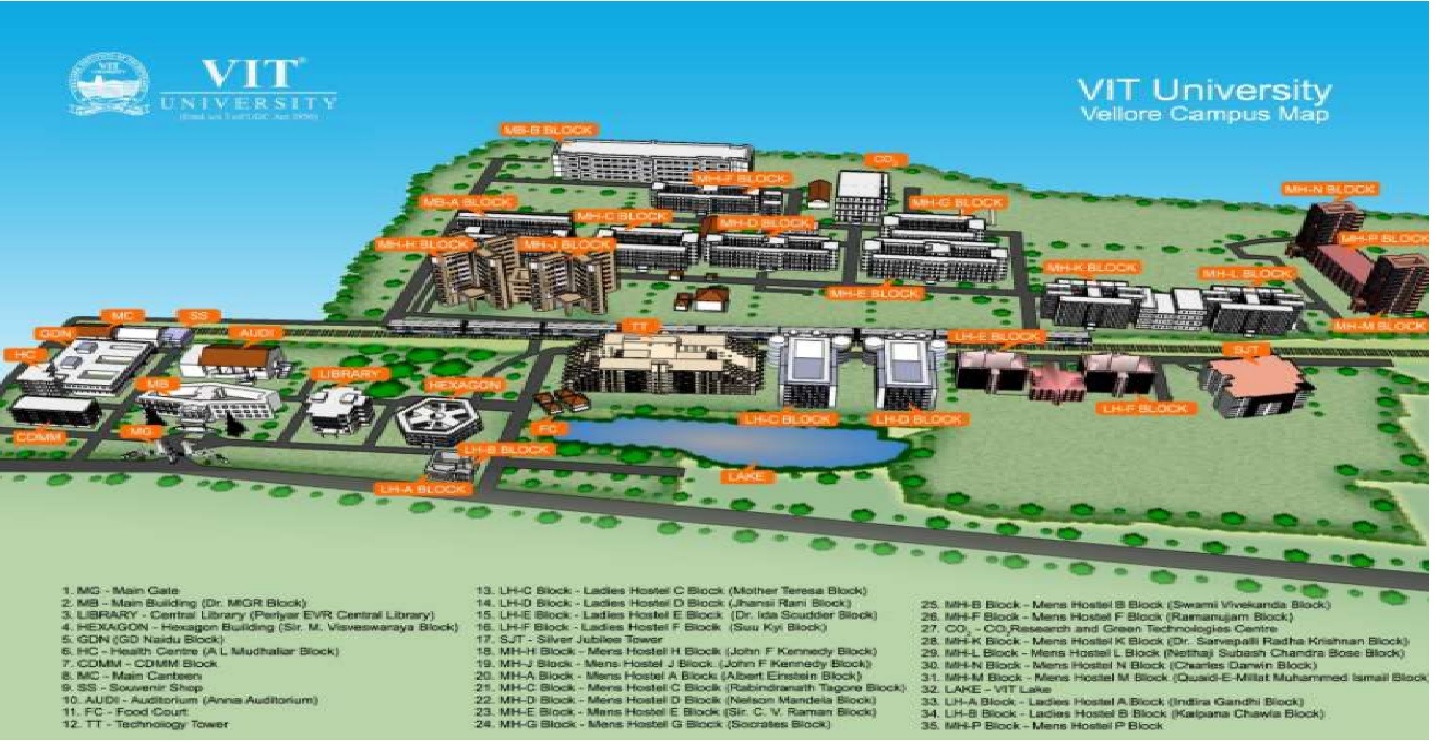 VIT
UNIVERSITY
VIT University
Vellore Campus Map
MB-B BLOCK
CO2
MH-F BLOCK
MH-N BLOCK
MB-A BLOCK
MH-C BLOCK
MH-D BLOCK
MH-G BLOCK
MH-H BLOCK
MH-J BLOCK
MH-P BLOCK
MH-K BLOCK
MH-L BLOCK
MH-E BLOCK
MC
SS
GDN
AUDI
TT
LH-E BLOCK
MH-M BLOCK
HC
SJT
LIBRARY
MB
HEXAGON
LH-F BLOCK
LH-C BLOCK
LH-D BLOCK
CDMM
MG
FC
LH-B BLOCK
LAKE
LH-A BLOCK
1. MG - Main Gate
2. MB - Main Building (Dr. MGR Block)
3. LIBRARY - Central Library (Periyar EVR Central Library)
4. HEXAGON - Hexagon Building (Sir. M. Visweswaraya Block)
5. GDN (GD Naidu Block)
6. HC - Health Centre (A L Mudhaliar Block)
7. CDMM - CDMM Block
8. MC - Main Canteen
9. SS - Souvenir Shop
10. AUDI - Auditorium (Anna Auditorium)
11. FC - Food Court
12. TT - Technology Tower
13. LH-C Block - Ladies Hostel C Block (Mother Teresa Block)
14. LH-D Block - Ladies Hostel D Block (Jhansi Rani Block)
15. LH-E Block - Ladies Hostel E Block (Dr. Ida Scudder Block)
16. LH-F Block - Ladies Hostel F Block (Suu Kyi Block)
17. SJT - Silver Jubilee Tower
18. MH-H Block - Mens Hostel H Block (John F Kennedy Block)
19. MH-J Block - Mens Hostel J Block (John F Kennedy Block)
20. MH-A Block - Mens Hostel A Block (Albert Einstein Block)
21. MH-C Block - Mens Hostel C Block (Rabindranath Tagore Block)
22. MH-D Block - Mens Hostel D Block (Nelson Mandela Block)
23. MH-E Block - Mens Hostel E Block (Sir. C. V. Raman Block)
24. MH-G Block - Mens Hostel G Block (Socrates Block)
25. MH-B Block - Mens Hostel B Block (Swami Vivekanda Block)
26. MH-F Block - Mens Hostel F Block (Ramanujam Block)
27. CO2 - CO2 Research and Green Technologies Centre
28. MH-K Block - Mens Hostel K Block (Dr. Sarvepalli Radha Krishnan Block)
29. MH-L Block - Mens Hostel L Block (Netthaji Subash Chandra Bose Block)
30. MH-N Block - Mens Hostel N Block (Charles Darwin Block)
31. MH-M Block - Mens Hostel M Block (Quaid-E-Millat Muhammed Ismail Block
32. LAKE - VIT Lake
33. LH-A Block - Ladies Hostel A Block (Indira Gandhi Block)
34. LH-B Block - Ladies Hostel B Block (Kalpana Chawla Block)
35. MH-P Block - Mens Hostel P Block